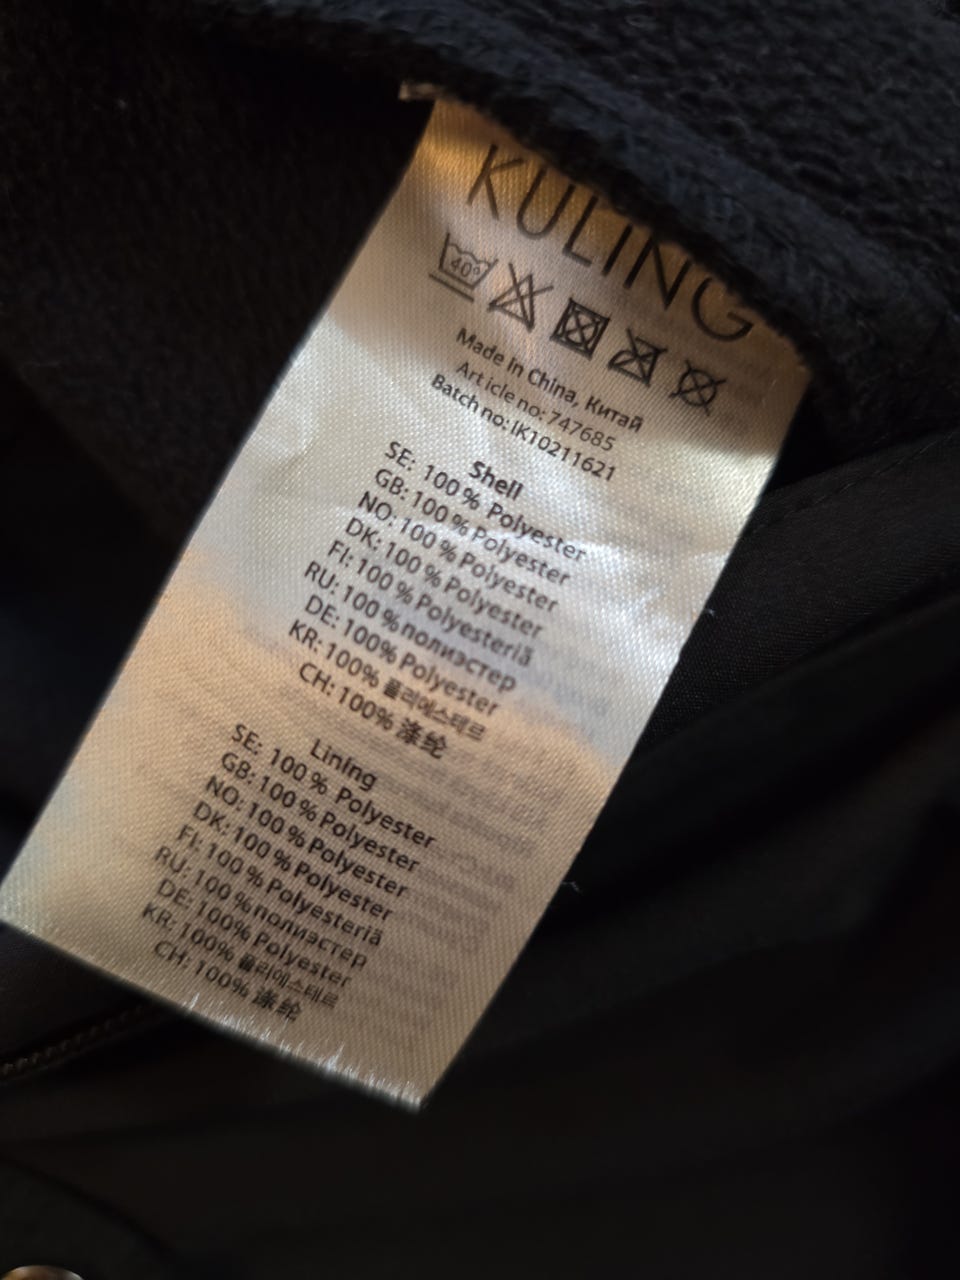 KULING
40°
Made in China, Китай
Article no: 747685
Batch no: IK10211621
Shell
SE: 100 % Polyester
GB: 100 % Polyester
NO: 100 % Polyester
DK: 100 % Polyester
FI: 100 % Polyesteriä
RU: 100 % полиэстер
DE: 100% Polyester
KR: 100% 폴리에스테르
CH: 100% 涤纶
Lining
SE: 100 % Polyester
GB: 100 % Polyester
NO: 100 % Polyester
DK: 100 % Polyester
FI: 100 % Polyesteriä
RU: 100 % полиэстер
DE: 100% Polyester
KR: 100% 폴리에스테르
CH: 100% 涤纶